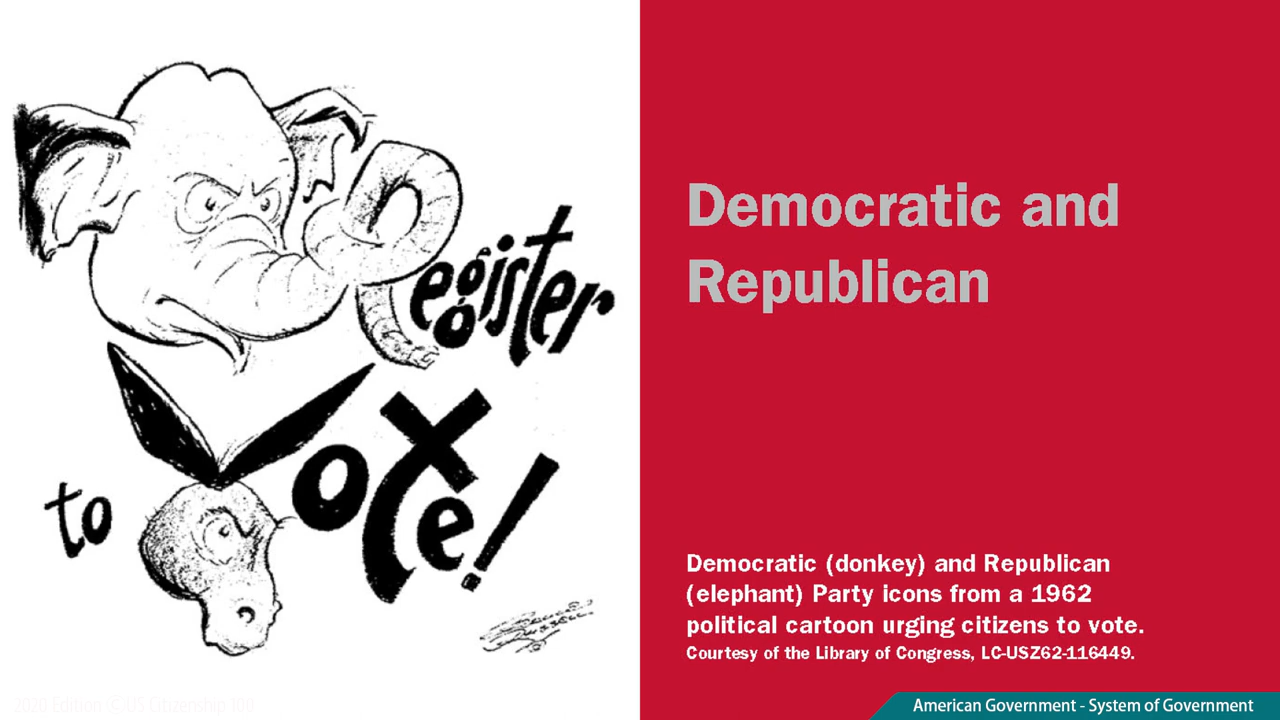 Register
to Vote!
Democratic and
Republican
Democratic (donkey) and Republican
(elephant) Party icons from a 1962
political cartoon urging citizens to vote.
Courtesy of the Library of Congress, LC-USZ62-116449.
2020 Edition © US Citizenship
American Government - System of Government